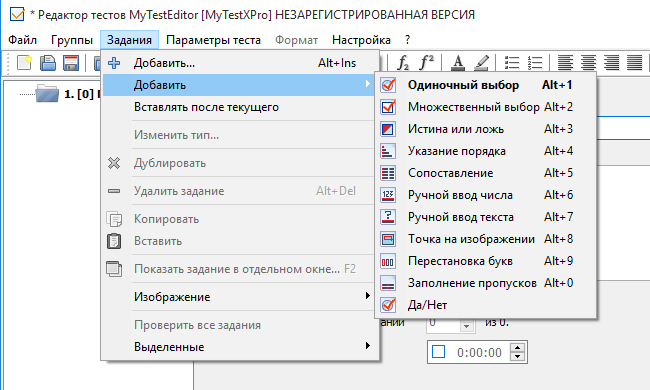 * Редактор тестов MyTestEditor [MyTestXPro] НЕЗАРЕГИСТРИРОВАННАЯ ВЕРСИЯ
Файл Группы Задания Параметры теста Формат Настройка ?
1. [0]
Добавить... Alt+Ins
Добавить
Вставлять после текущего
Изменить тип...
Дублировать
Удалить задание Alt+Del
Копировать
Вставить
Показать задание в отдельном окне... F2
Изображение
Проверить все задания
Выделенные
Одиночный выбор Alt+1
Множественный выбор Alt+2
Истина или ложь Alt+3
Указание порядка Alt+4
Сопоставление Alt+5
Ручной ввод числа Alt+6
Ручной ввод текста Alt+7
Точка на изображении Alt+8
Перестановка букв Alt+9
Заполнение пропусков Alt+0
Да/Нет
0 из 0.
0:00:00